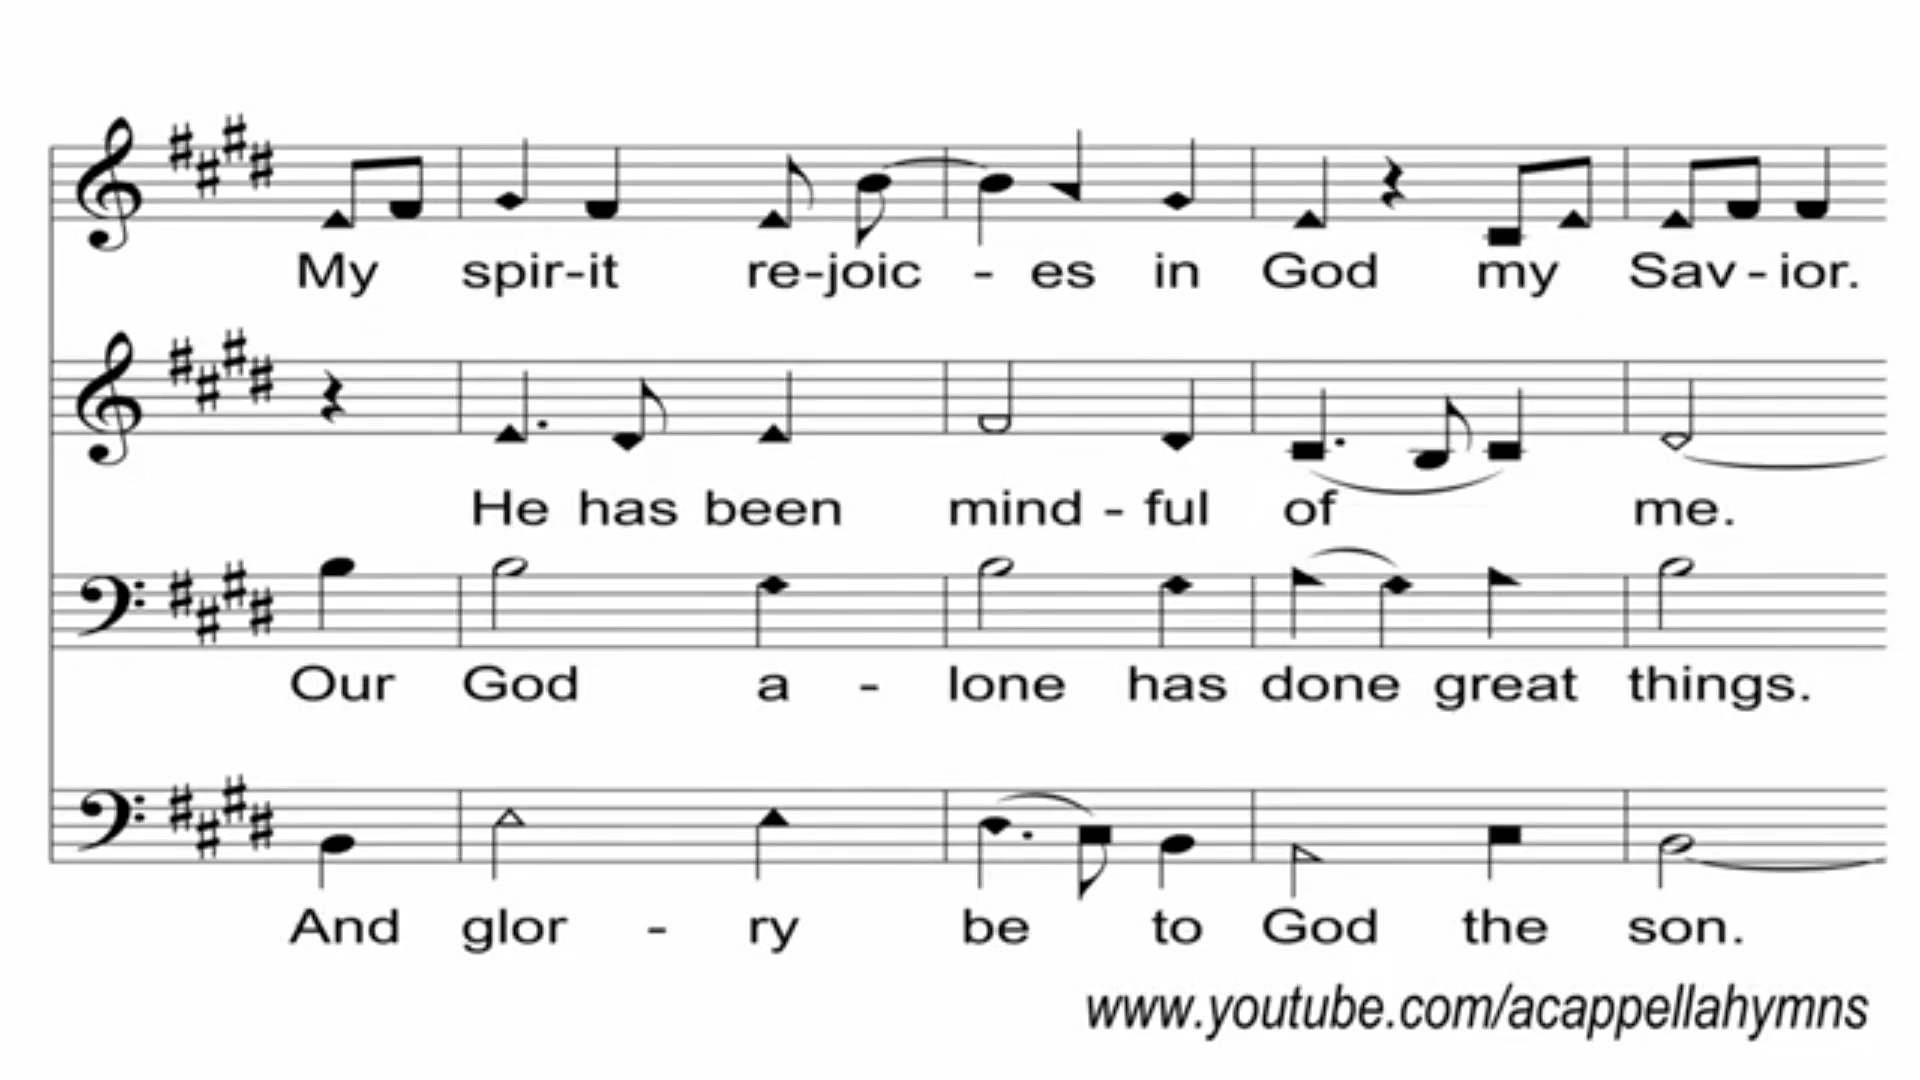 My spir-it re-joic - es in God my Sav-ior.
He has been mind-ful of me.
Our God a - lone has done great things.
And glor - ry be to God the son.
www.youtube.com/acappellahymns